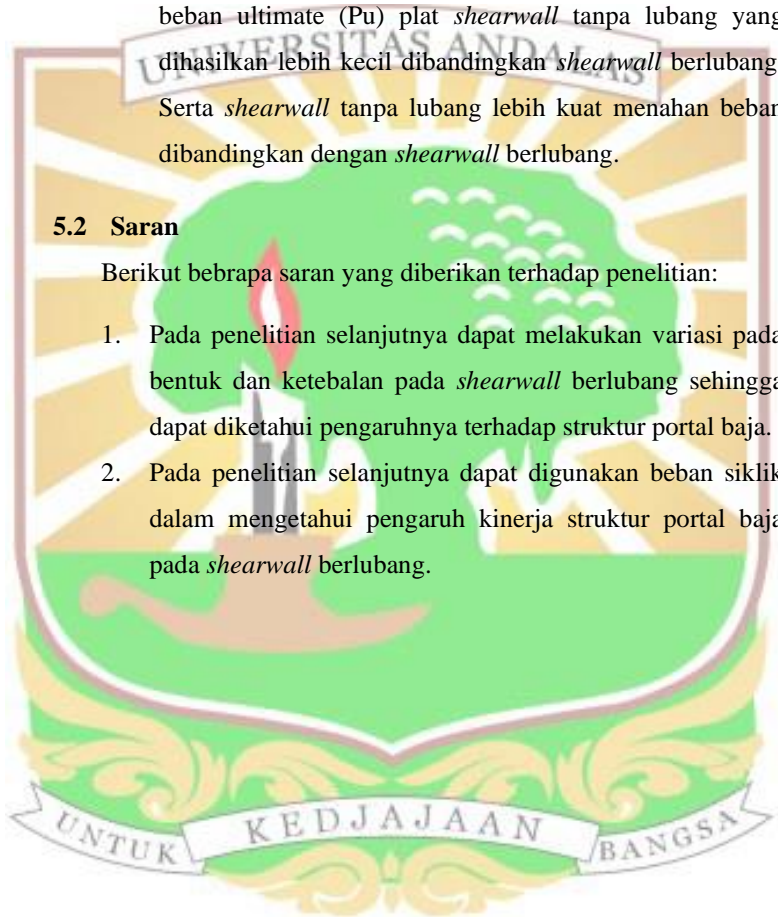 beban ultimate (Pu) plat shearwall tanpa lubang yang
UNIVERSITAS ANDALAS
dihasilkan lebih kecil dibandingkan shearwall berlubang
Serta shearwall tanpa lubang lebih kuat menahan beban
dibandingkan dengan shearwall berlubang.
5.2 Saran
Berikut bebrapa saran yang diberikan terhadap penelitian:
1. Pada penelitian selanjutnya dapat melakukan variasi pada
bentuk dan ketebalan pada shearwall berlubang sehingga
dapat diketahui pengaruhnya terhadap struktur portal baja.
2. Pada penelitian selanjutnya dapat digunakan beban siklik
dalam mengetahui pengaruh kinerja struktur portal baja
pada shearwall berlubang.
UNTUK KEDJAJAAN BANGSA